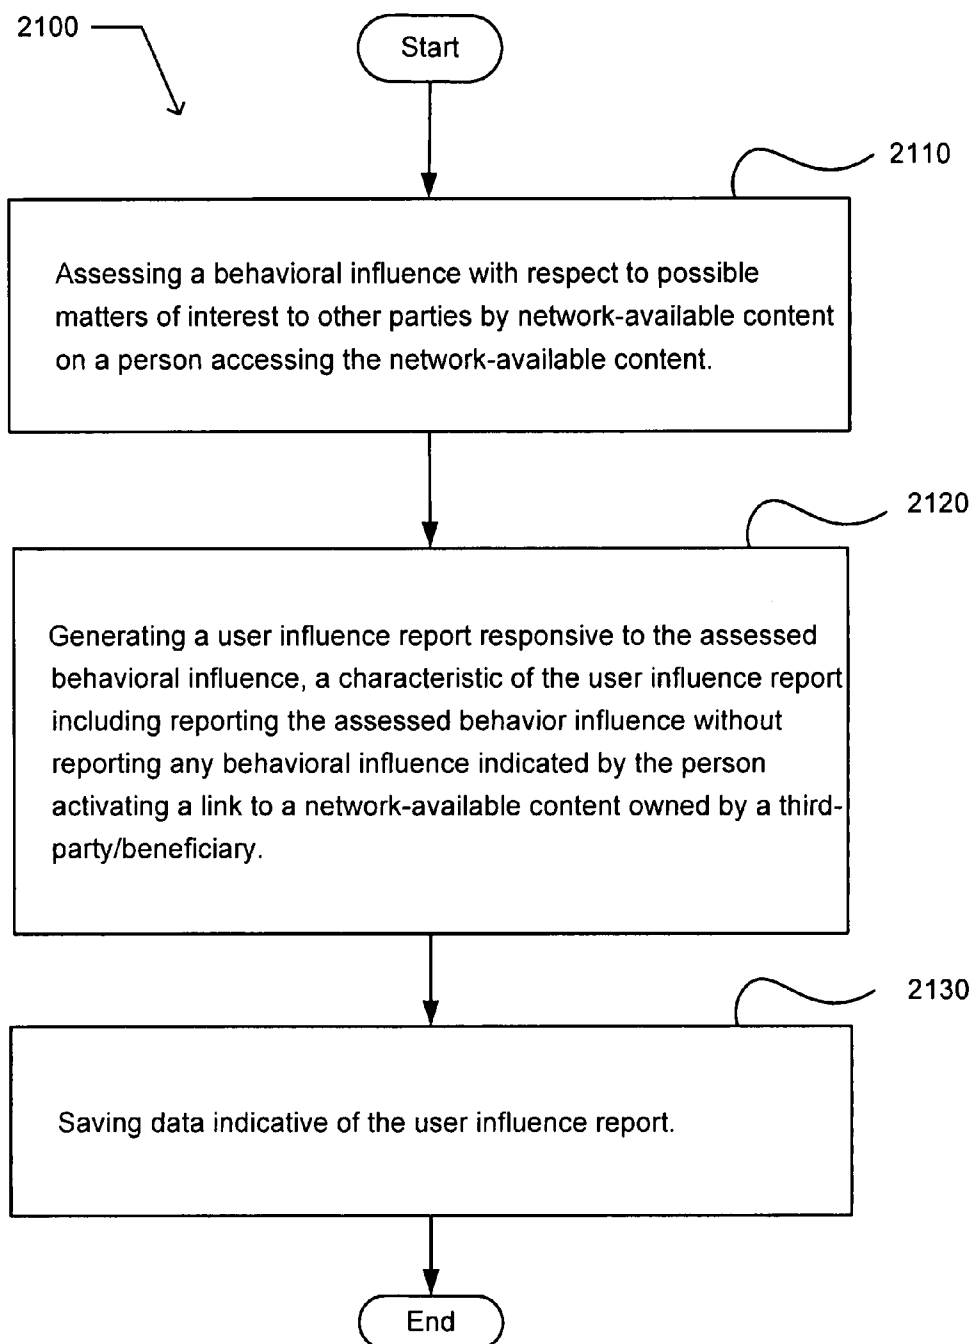 2100
Start
2110
Assessing a behavioral influence with respect to possible
matters of interest to other parties by network-available content
on a person accessing the network-available content.
2120
Generating a user influence report responsive to the assessed
behavioral influence, a characteristic of the user influence report
including reporting the assessed behavior influence without
reporting any behavioral influence indicated by the person
activating a link to a network-available content owned by a third-
party/beneficiary.
2130
Saving data indicative of the user influence report.
End